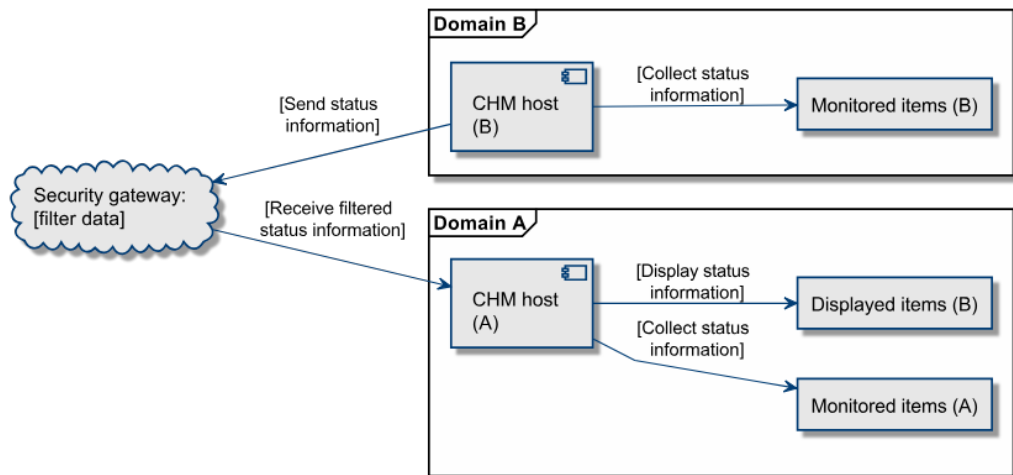 Domain B
CHM host
(B)
[Collect status
information]
Monitored items (B)
[Send status
information]
Security gateway:
[filter data]
[Receive filtered
status information]
Domain A
CHM host
(A)
[Display status
information]
Displayed items (B)
[Collect status
information]
Monitored items (A)